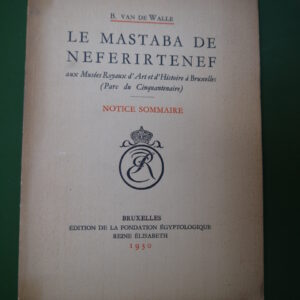 B. VAN DE WALLE
LE MASTABA DE
NEFERIRTENEF
aux Musées Royaux d'Art et d'Histoire à Bruxelles
(Parc du Cinquantenaire)
NOTICE SOMMAIRE
BRUXELLES
ÉDITION DE LA FONDATION ÉGYPTOLOGIQUE
REINE ÉLISABETH
1930